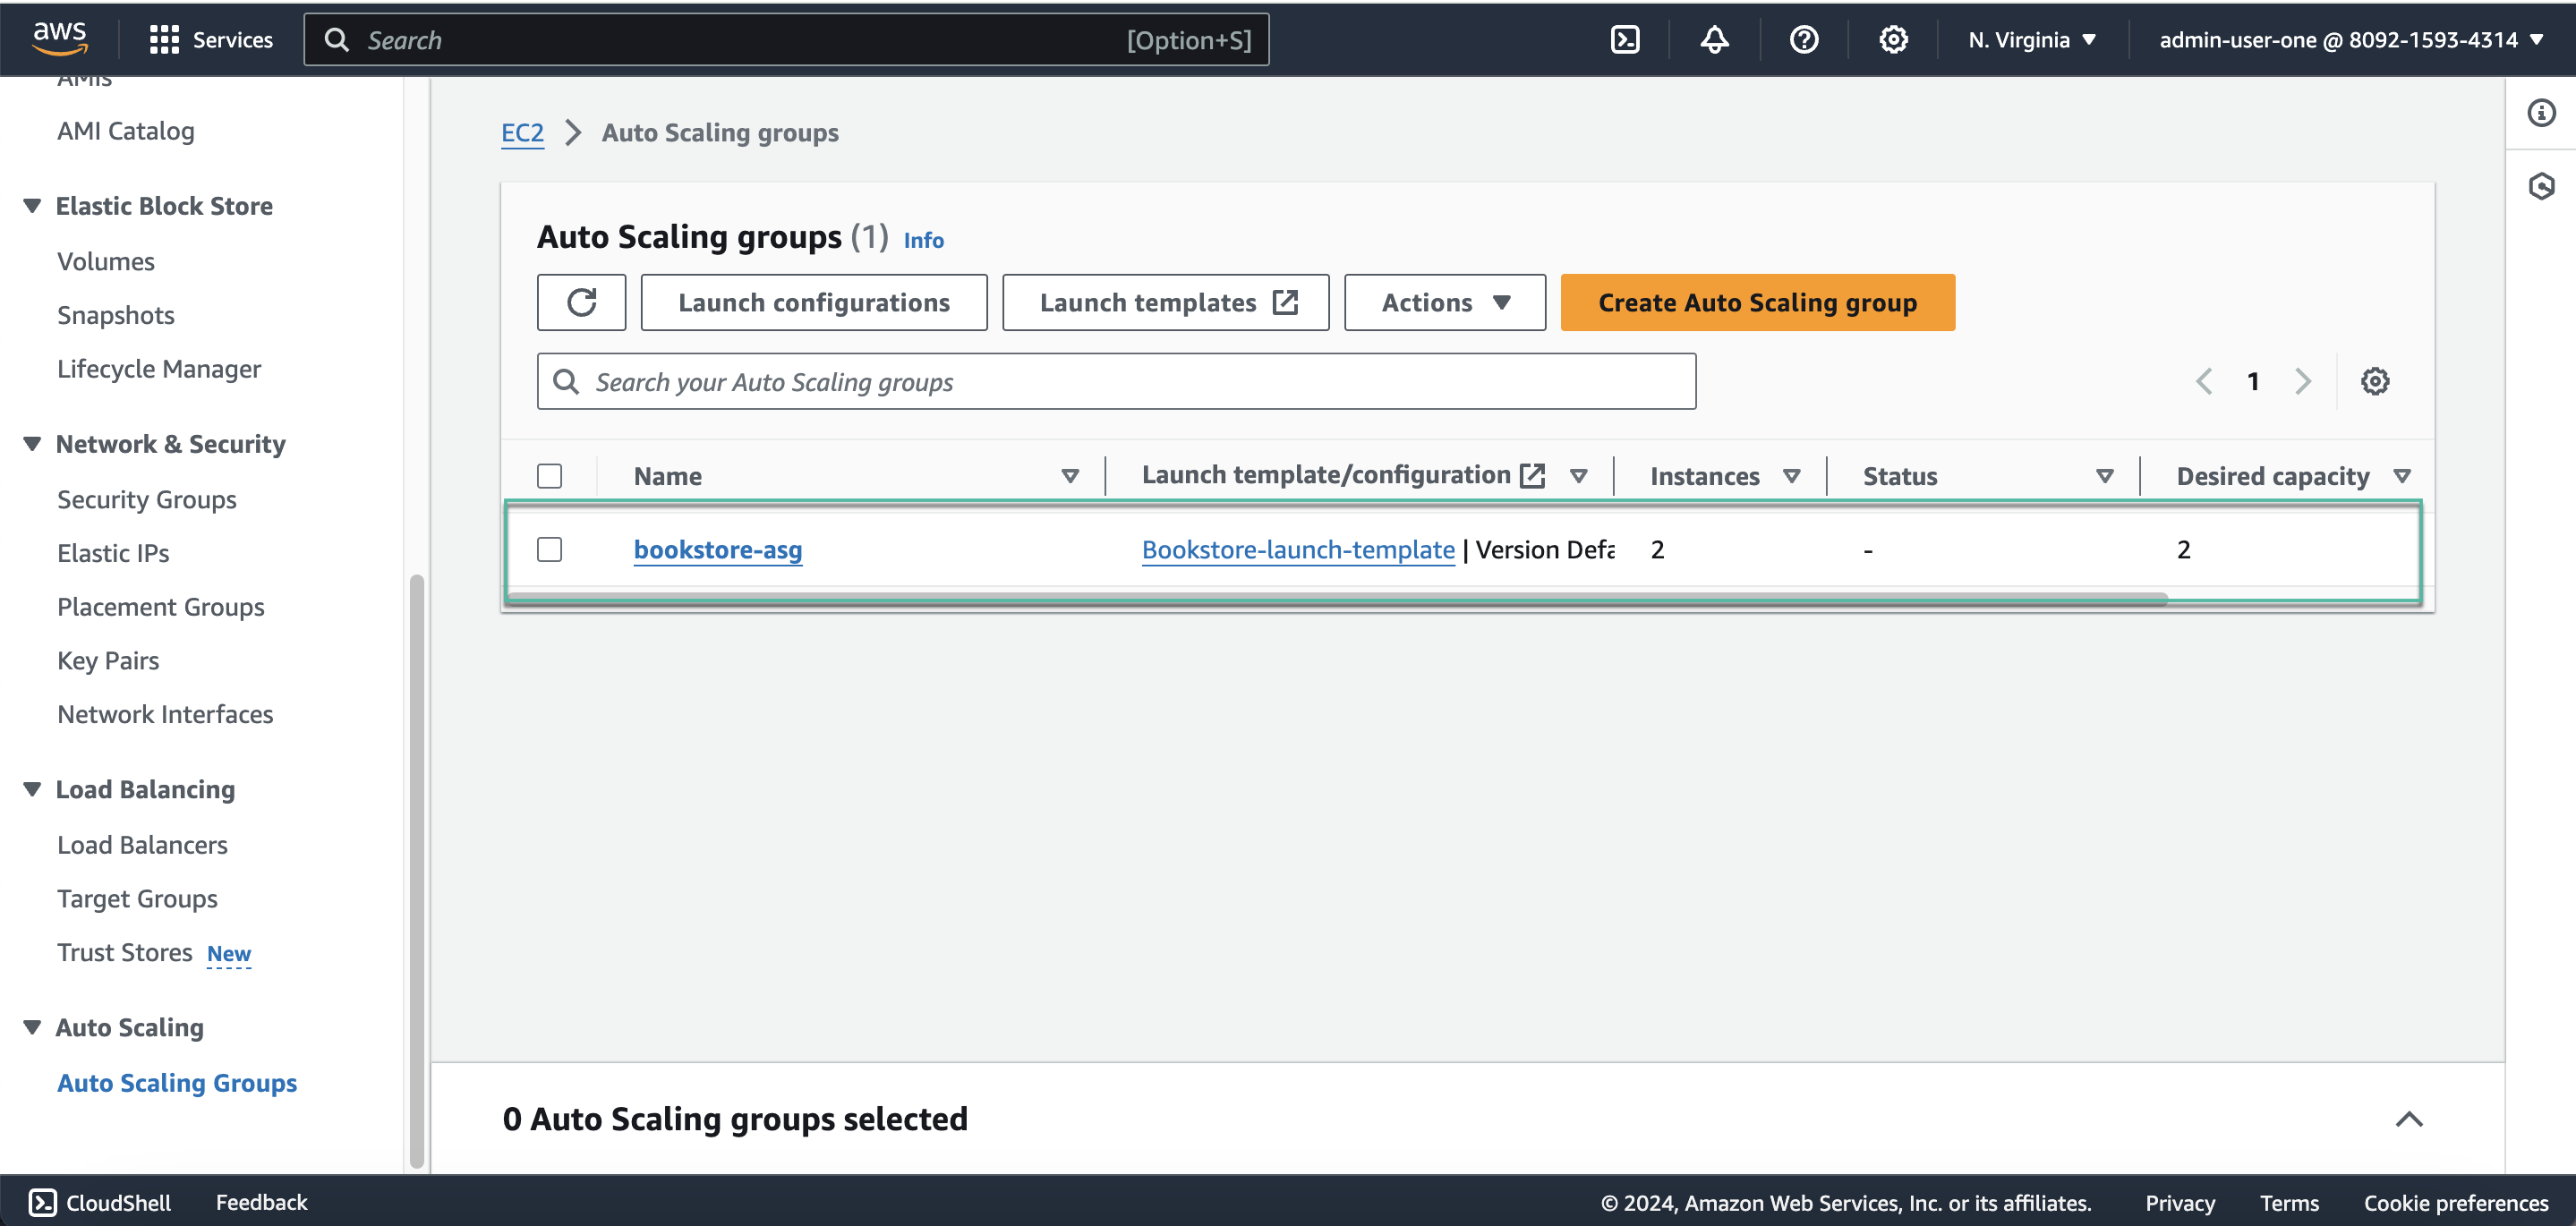 aws
Services
Search
[Option+S]
N. Virginia
admin-user-one @ 8092-1593-4314
AMIs
AMI Catalog
Elastic Block Store
Volumes
Snapshots
Lifecycle Manager
Network & Security
Security Groups
Elastic IPs
Placement Groups
Key Pairs
Network Interfaces
Load Balancing
Load Balancers
Target Groups
Trust Stores New
Auto Scaling
Auto Scaling Groups
EC2 > Auto Scaling groups
Auto Scaling groups (1) Info
Launch configurations
Launch templates
Actions
Create Auto Scaling group
Search your Auto Scaling groups
1
Name
Launch template/configuration
Instances
Status
Desired capacity
bookstore-asg
Bookstore-launch-template | Version Defa
2
-
2
0 Auto Scaling groups selected
CloudShell
Feedback
© 2024, Amazon Web Services, Inc. or its affiliates.
Privacy
Terms
Cookie preferences